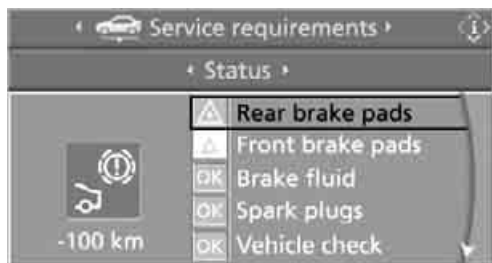 Service requirements
i
Status
Rear brake pads
Front brake pads
OK Brake fluid
OK Spark plugs
-100 km
OK Vehicle check